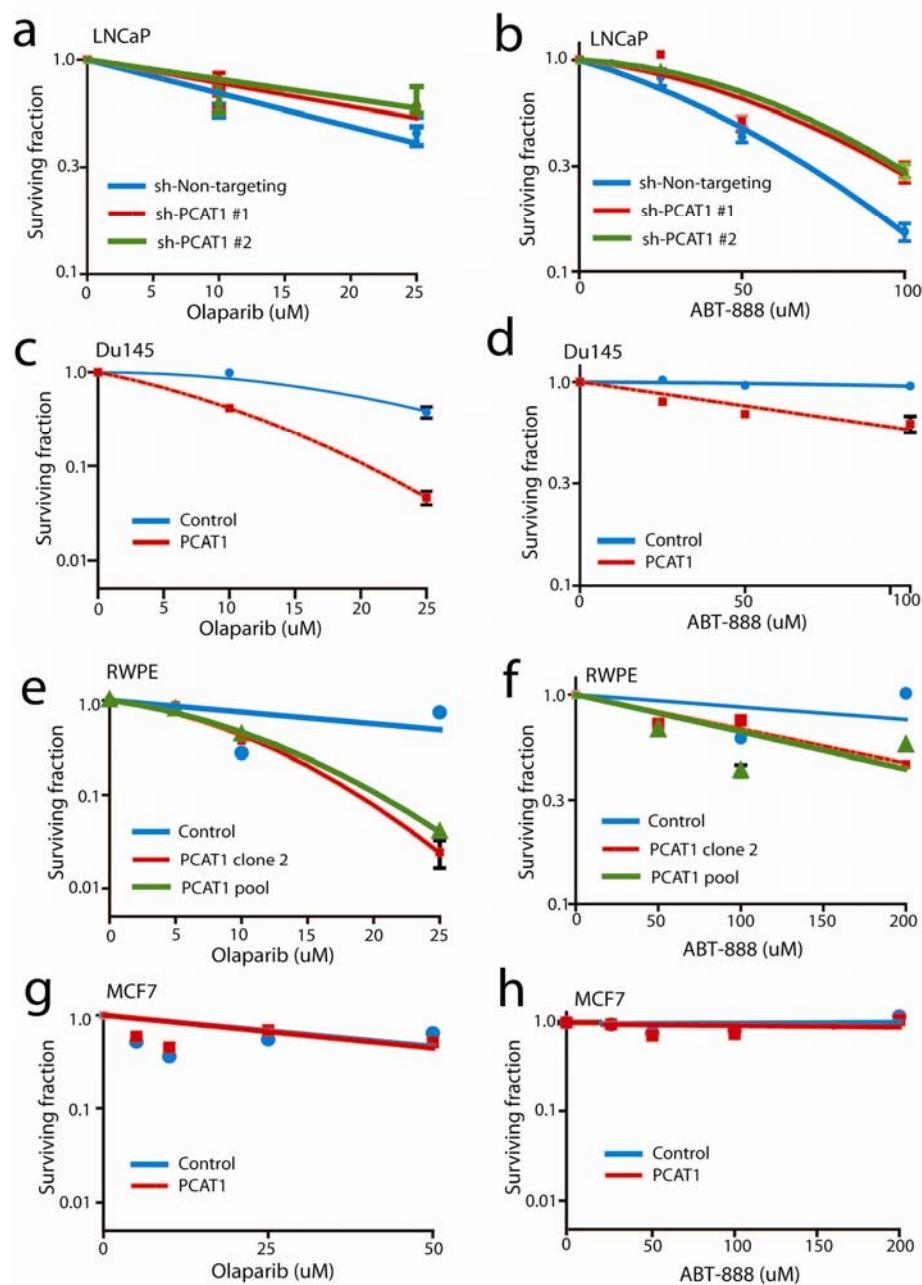 a
LNCaP
Surviving fraction
1.0
0.3
0.1
sh-Non-targeting
sh-PCAT1 #1
sh-PCAT1 #2
0 5 10 15 20 25
Olaparib (uM)
b
LNCaP
Surviving fraction
1.0
0.3
0.1
sh-Non-targeting
sh-PCAT1 #1
sh-PCAT1 #2
0 50 100
ABT-888 (uM)
c
Du145
Surviving fraction
1.0
0.1
0.01
Control
PCAT1
0 5 10 15 20 25
Olaparib (uM)
d
Du145
Surviving fraction
1.0
0.3
0.1
Control
PCAT1
0 50 100
ABT-888 (uM)
e
RWPE
Surviving fraction
1.0
0.1
0.01
Control
PCAT1 clone 2
PCAT1 pool
0 5 10 15 20 25
Olaparib (uM)
f
RWPE
Surviving fraction
1.0
0.3
0.1
Control
PCAT1 clone 2
PCAT1 pool
0 50 100 150 200
ABT-888 (uM)
g
MCF7
Surviving fraction
1.0
0.1
0.01
Control
PCAT1
0 25 50
Olaparib (uM)
h
MCF7
Surviving fraction
1.0
0.1
0.01
Control
PCAT1
0 50 100 150 200
ABT-888 (uM)